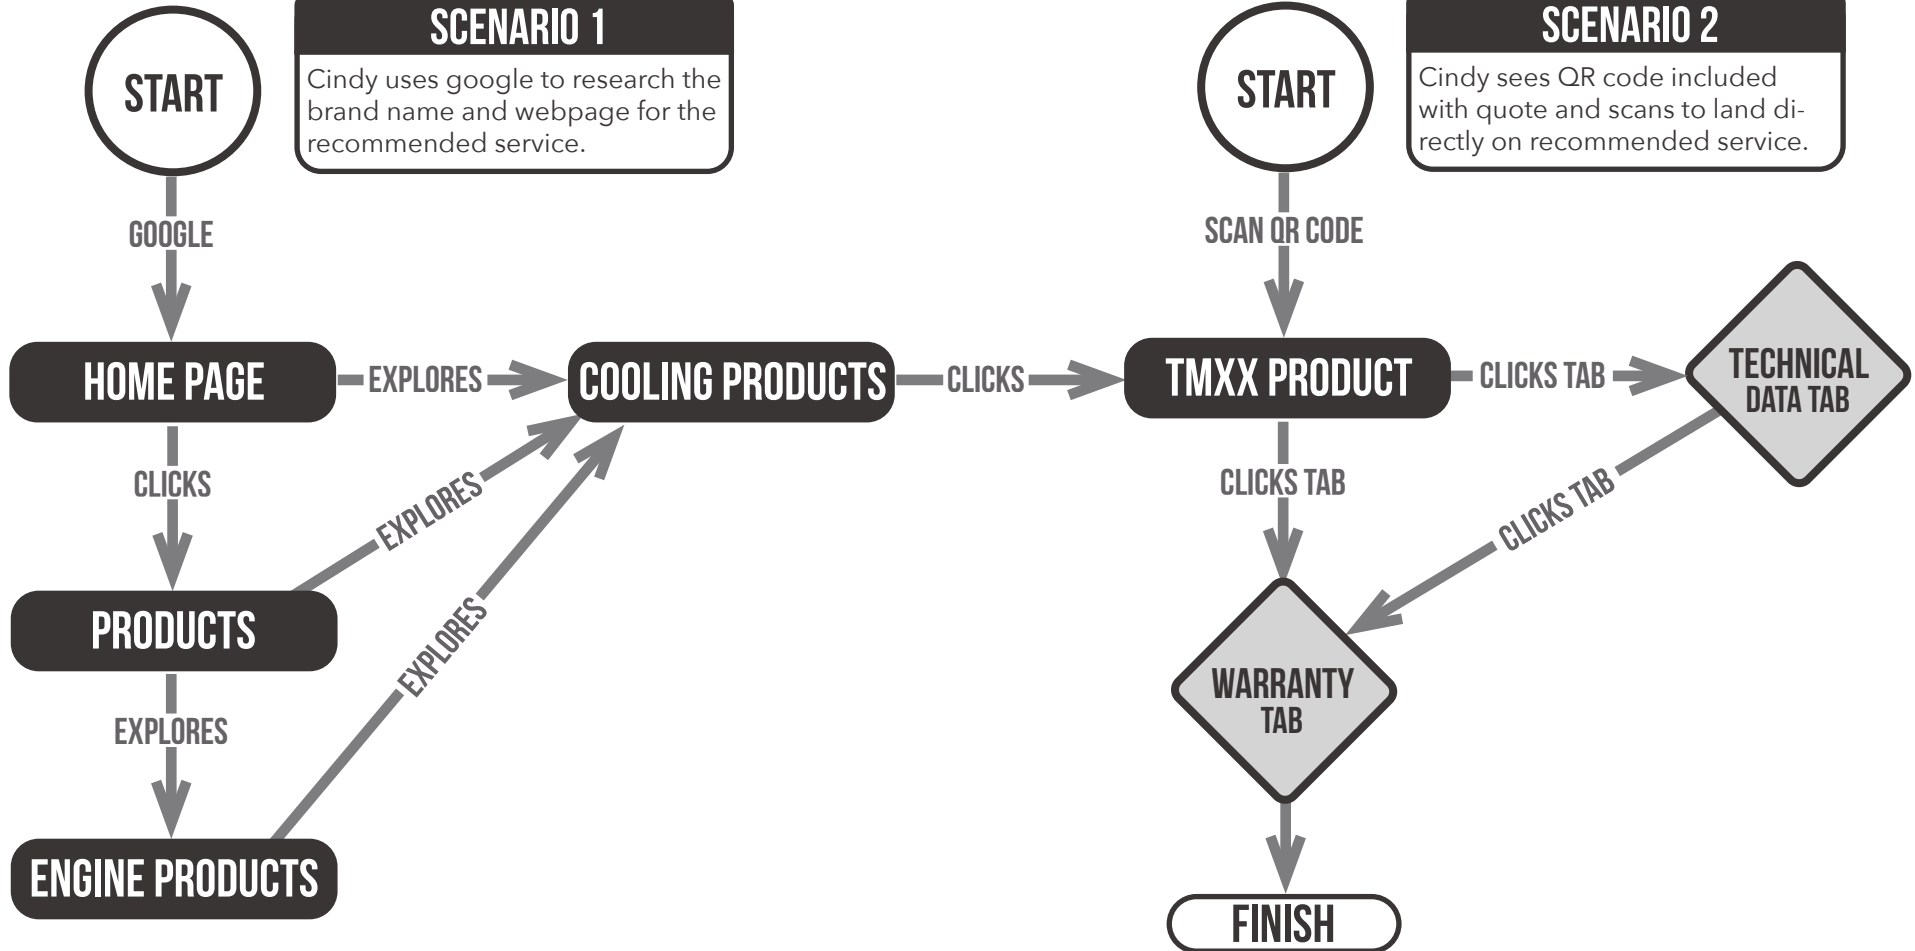 START
SCENARIO 1
Cindy uses google to research the
brand name and webpage for the
recommended service.
START
SCENARIO 2
Cindy sees QR code included
with quote and scans to land di-
rectly on recommended service.
GOOGLE
SCAN QR CODE
HOME PAGE
EXPLORES
COOLING PRODUCTS
CLICKS
TMXX PRODUCT
CLICKS TAB
TECHNICAL
DATA TAB
CLICKS
EXPLORES
CLICKS TAB
CLICKS TAB
PRODUCTS
EXPLORES
WARRANTY
TAB
EXPLORES
ENGINE PRODUCTS
FINISH